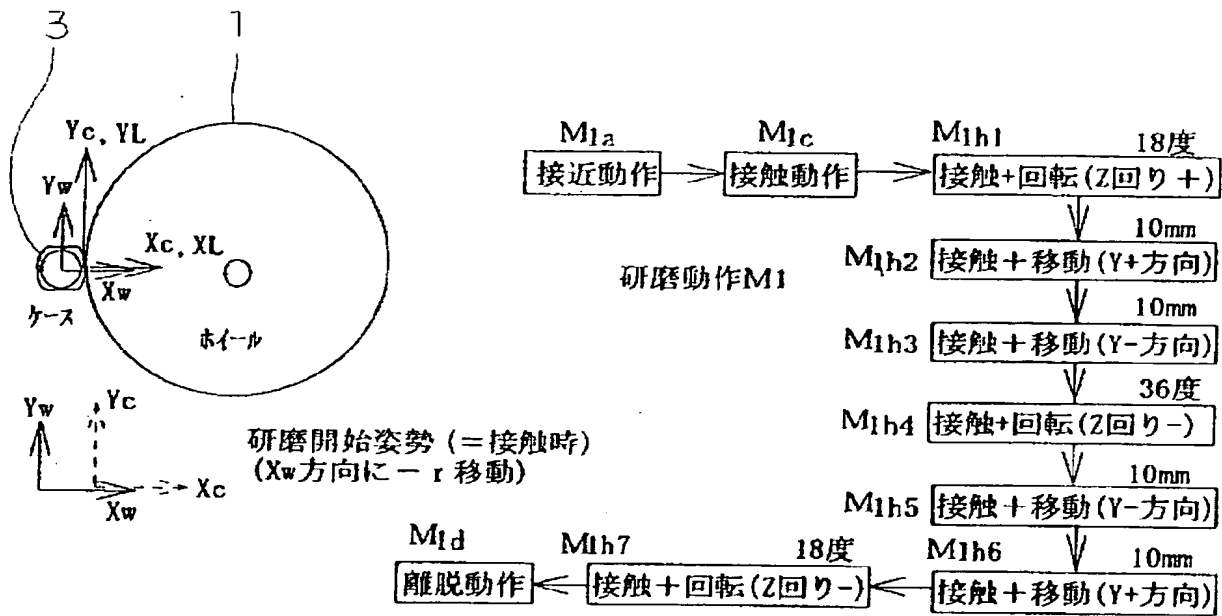 3
1
Yc, YL
Yw
Xc, XL
Xw
ケース
ホイール
Yw
Yc
Xc
Xw
研磨開始姿勢 (=接触時)
(Xw方向に－r移動)
研磨動作M1
M1a
接近動作
M1c
接触動作
M1h1
18度
接触+回転(Z回り+)
10mm
M1h2
接触+移動(Y+方向)
10mm
M1h3
接触+移動(Y-方向)
36度
M1h4
接触+回転(Z回り-)
10mm
M1h5
接触+移動(Y-方向)
10mm
M1h6
接触+移動(Y+方向)
M1h7
18度
接触+回転(Z回り-)
M1d
離脱動作